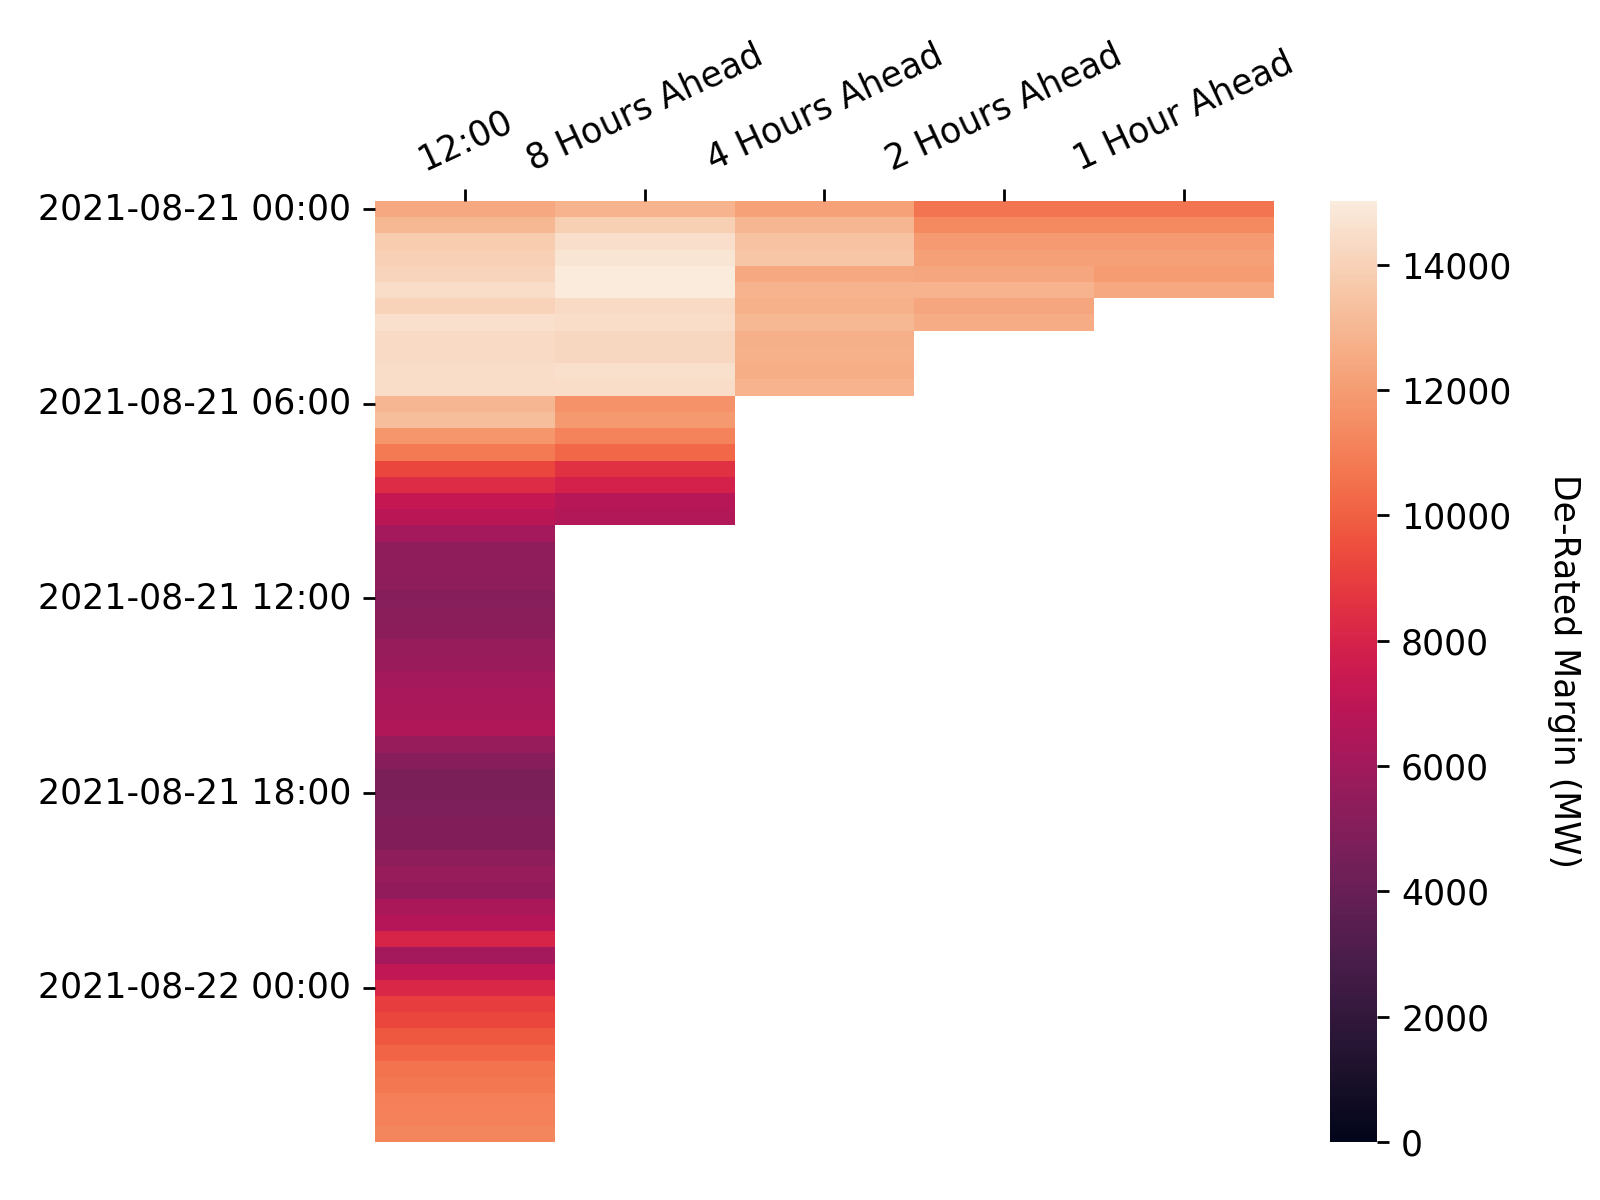 12:00
8 Hours Ahead
4 Hours Ahead
2 Hours Ahead
1 Hour Ahead
2021-08-21 00:00
2021-08-21 06:00
2021-08-21 12:00
2021-08-21 18:00
2021-08-22 00:00
14000
12000
10000
8000
6000
4000
2000
0
De-Rated Margin (MW)